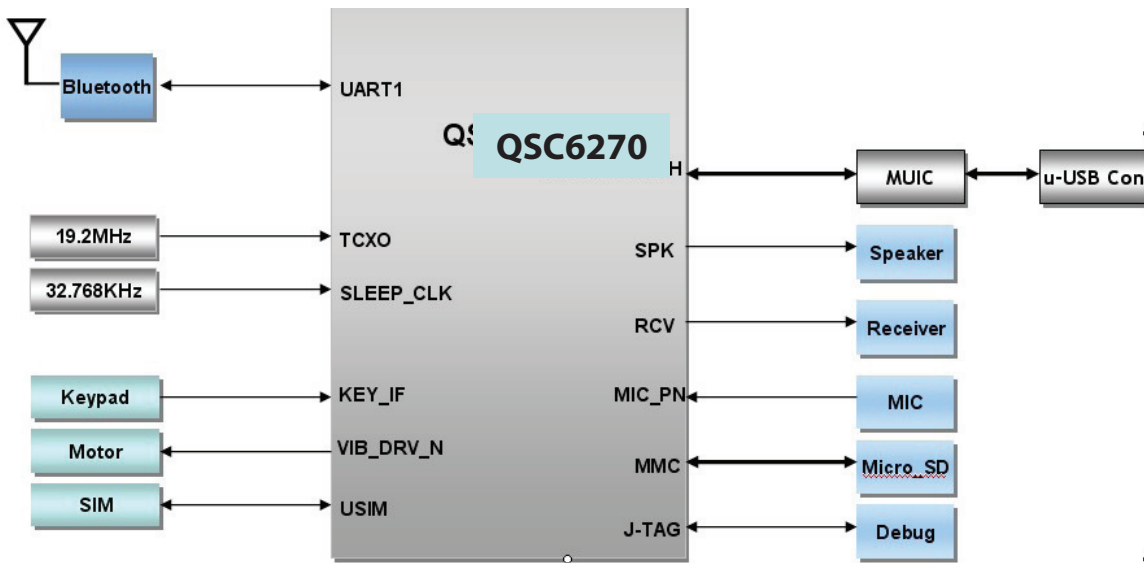 Bluetooth
UART1
QS
QSC6270
H
MUIC
u-USB Con
19.2MHz
TCXO
SPK
Speaker
32.768KHz
SLEEP_CLK
RCV
Receiver
Keypad
KEY_IF
MIC_PN
MIC
Motor
VIB_DRV_N
MMC
Micro_SD
SIM
USIM
J-TAG
Debug